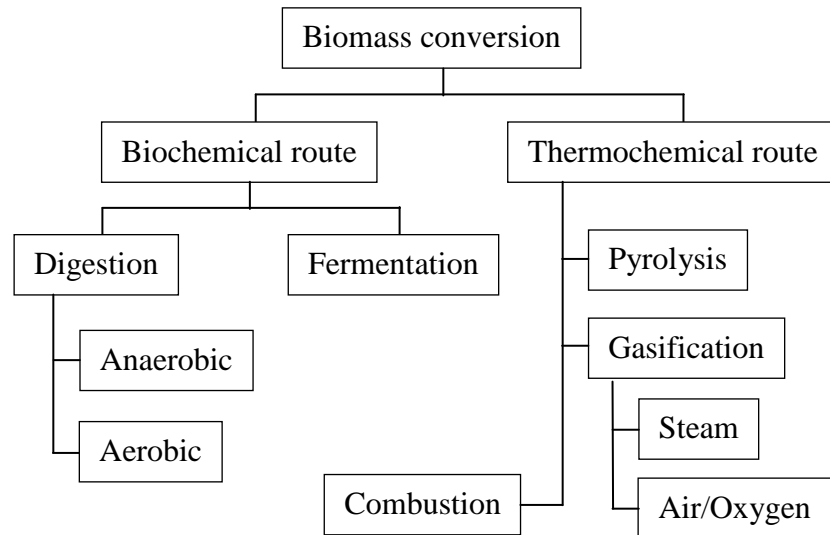 Biomass conversion
Biochemical route
Thermochemical route
Digestion
Fermentation
Pyrolysis
Anaerobic
Gasification
Aerobic
Steam
Combustion
Air/Oxygen